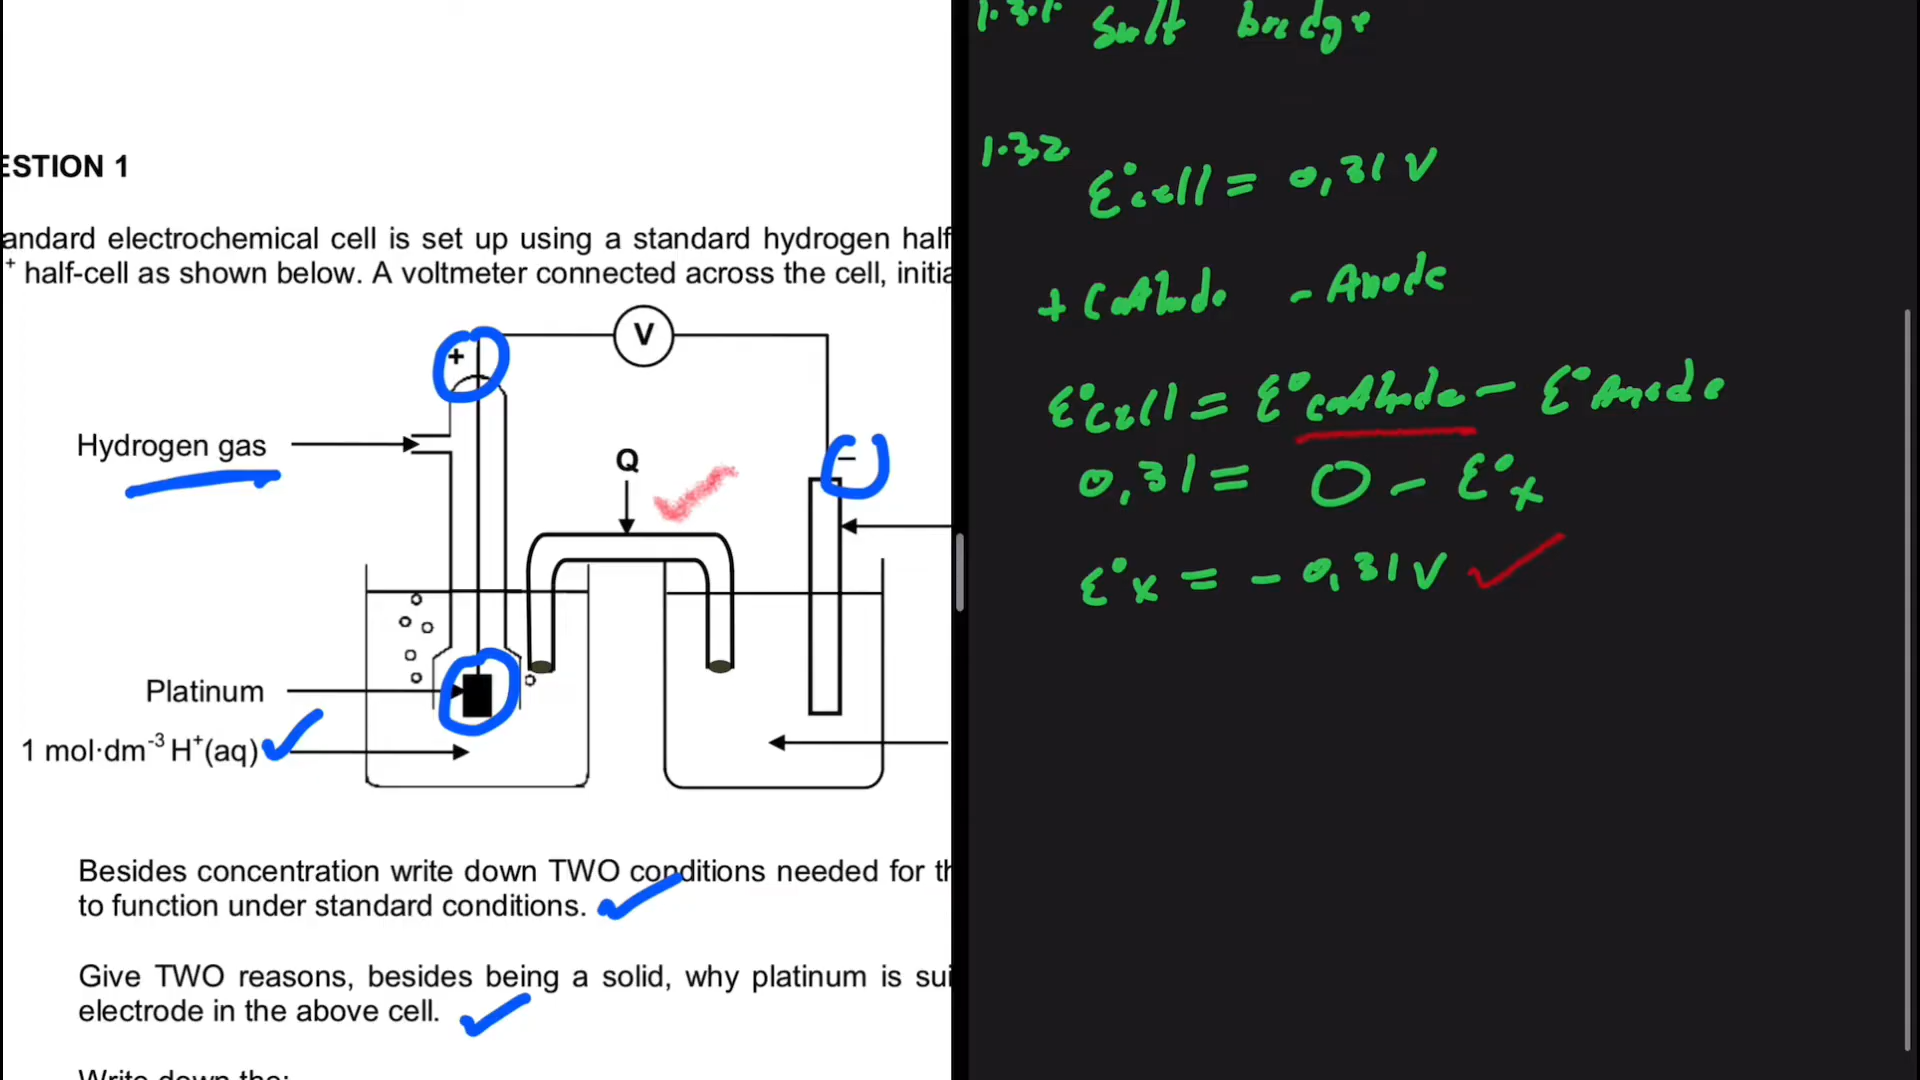 ESTION 1
andard electrochemical cell is set up using a standard hydrogen half
+ half-cell as shown below. A voltmeter connected across the cell, initia
V
+
Hydrogen gas
Q
−
Platinum
1 mol·dm⁻³ H⁺(aq)
Besides concentration write down TWO conditions needed for th
to function under standard conditions.
Give TWO reasons, besides being a solid, why platinum is sui
electrode in the above cell.
Write down the:
1.3.1 Salt bridge
1.3.2
E°cell = 0,31 V
+ Cathode - Anode
E°cell = E°cathode - E°Anode
0,31 = 0 - E°x
E°x = - 0,31 V